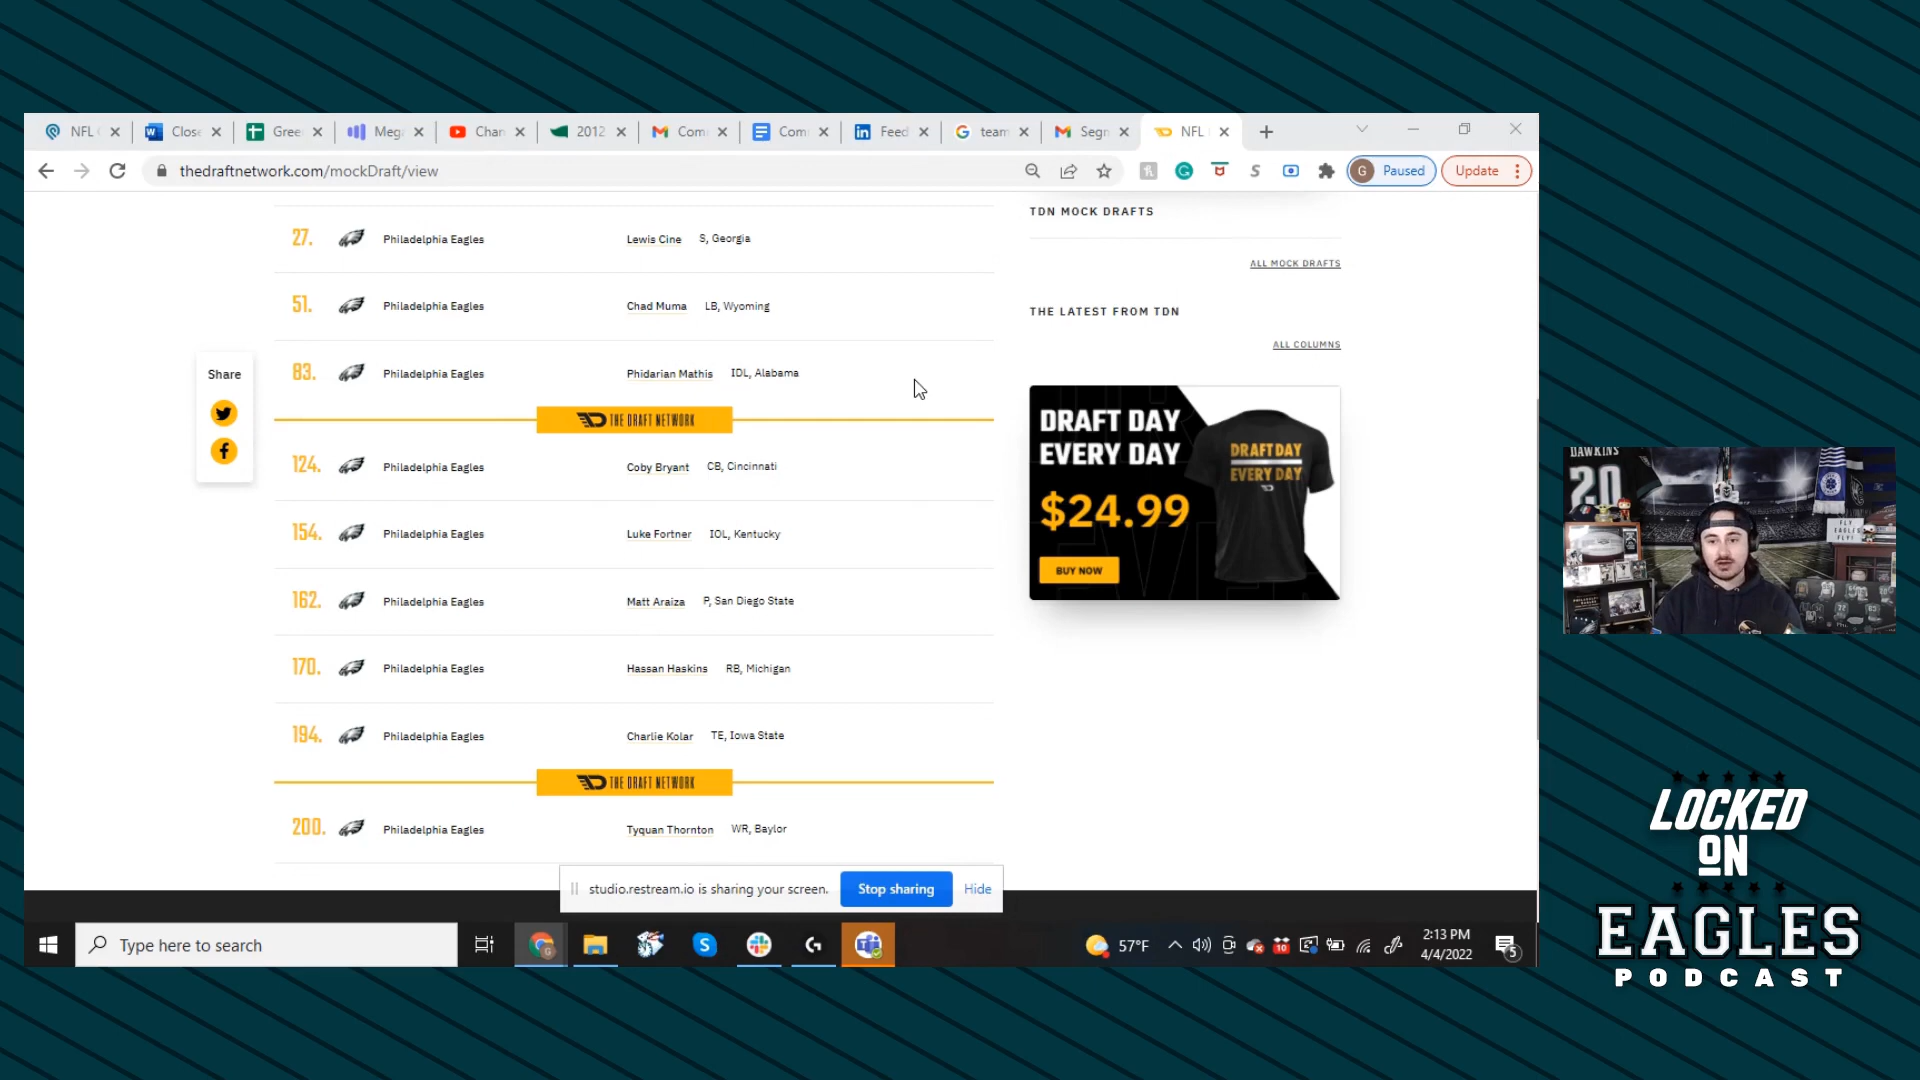 NFL
Close
Gree
Meg
Chan
2012
Com
Com
Feed
team
Segn
NFL
thedraftnetwork.com/mockDraft/view
G Paused
Update
27. Philadelphia Eagles Lewis Cine S, Georgia
51. Philadelphia Eagles Chad Muma LB, Wyoming
83. Philadelphia Eagles Phidarian Mathis IDL, Alabama
THE DRAFT NETWORK
124. Philadelphia Eagles Coby Bryant CB, Cincinnati
154. Philadelphia Eagles Luke Fortner IOL, Kentucky
162. Philadelphia Eagles Matt Araiza P, San Diego State
170. Philadelphia Eagles Hassan Haskins RB, Michigan
194. Philadelphia Eagles Charlie Kolar TE, Iowa State
THE DRAFT NETWORK
200. Philadelphia Eagles Tyquan Thornton WR, Baylor
Share
TDN MOCK DRAFTS
ALL MOCK DRAFTS
THE LATEST FROM TDN
ALL COLUMNS
DRAFT DAY
EVERY DAY
$24.99
BUY NOW
DRAFT DAY
EVERY DAY
studio.restream.io is sharing your screen.
Stop sharing
Hide
Type here to search
57°F
10
2:13 PM
4/4/2022
5
DAWKINS
20
FLY
EAGLES
FLY!
LOCKED
ON
EAGLES
PODCAST